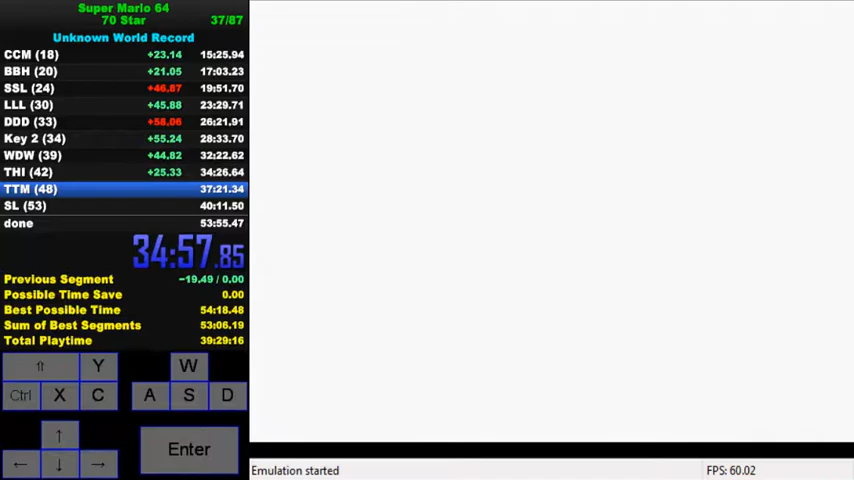 Super Mario 64
70 Star 37/87
Unknown World Record
CCM (18) +23.14 15:25.94
BBH (20) +21.05 17:03.23
SSL (24) +46.87 19:51.70
LLL (30) +45.88 23:29.71
DDD (33) +58.06 26:21.91
Key 2 (34) +55.24 28:33.70
WDW (39) +44.82 32:22.62
THI (42) +25.33 34:26.64
TTM (48) 37:21.34
SL (53) 40:11.50
done 53:55.47
34:57.85
Previous Segment −19.49 / 0.00
Possible Time Save 0.00
Best Possible Time 54:18.48
Sum of Best Segments 53:06.19
Total Playtime 39:29:16
⇧ Y W
Ctrl X C A S D
↑ Enter
← ↓ →
Emulation started FPS: 60.02